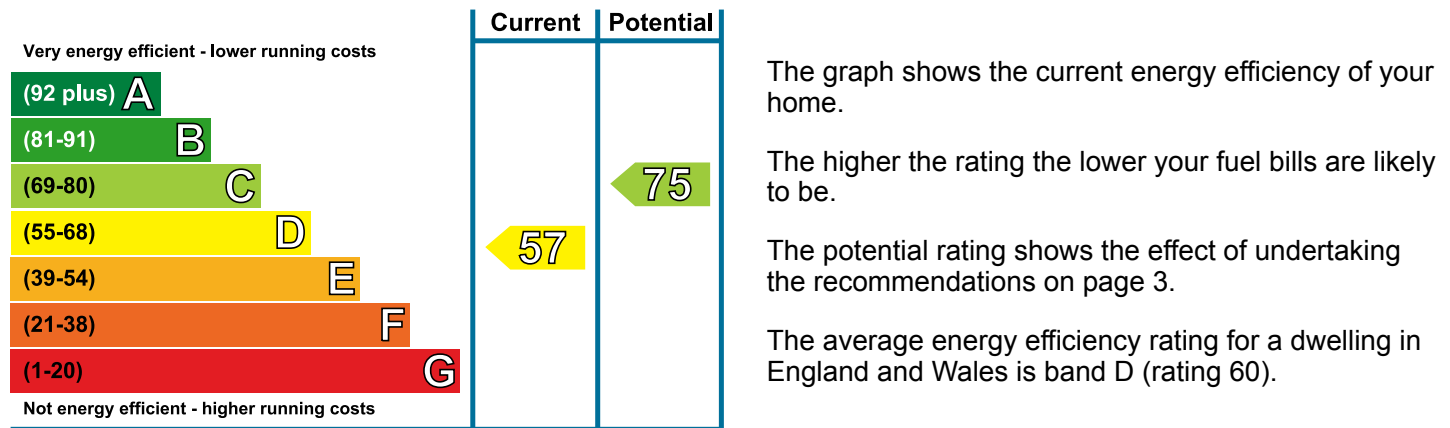 Current Potential
Very energy efficient - lower running costs
(92 plus) A
(81-91) B
(69-80) C
75
(55-68) D
57
(39-54) E
(21-38) F
(1-20) G
Not energy efficient - higher running costs
The graph shows the current energy efficiency of your
home.
The higher the rating the lower your fuel bills are likely
to be.
The potential rating shows the effect of undertaking
the recommendations on page 3.
The average energy efficiency rating for a dwelling in
England and Wales is band D (rating 60).